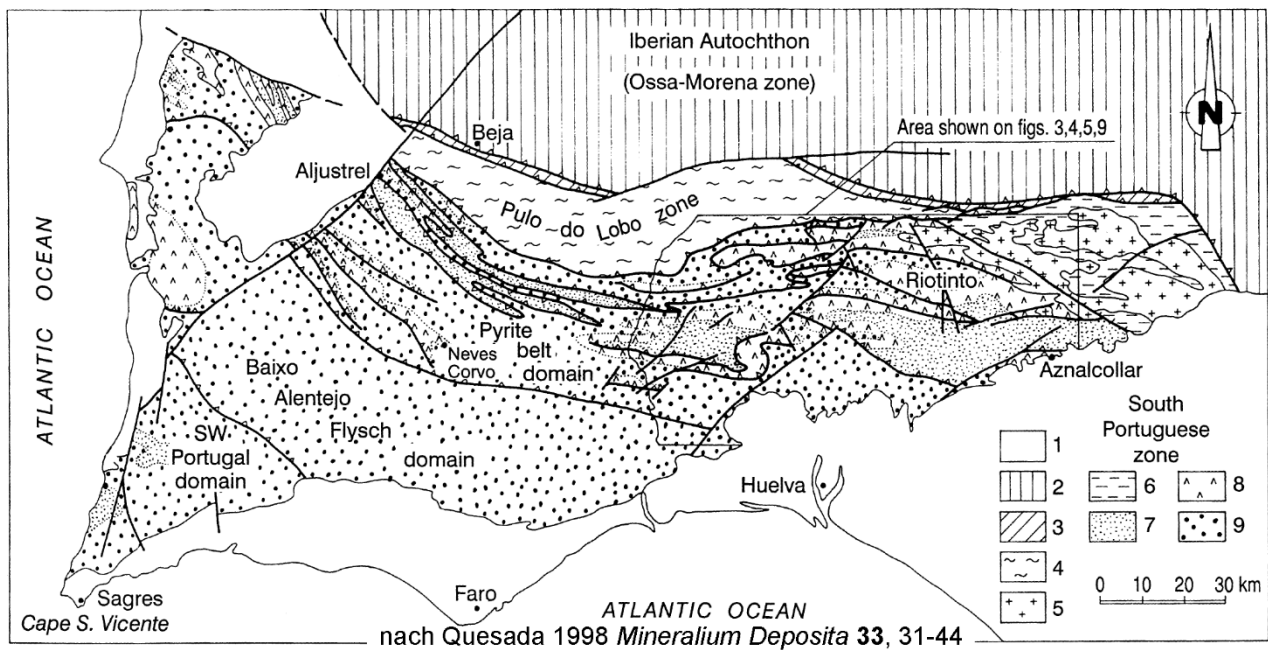 Iberian Autochthon
(Ossa-Morena zone)
N
Area shown on figs. 3,4,5,9
Beja
Aljustrel
Pulo do Lobo zone
ATLANTIC OCEAN
Riotinto
Pyrite
belt
domain
Neves
Corvo
Baixo
Alentejo
Flysch
domain
Aznalcollar
SW
Portugal
domain
South
Portuguese
zone
Huelva
1
2
3
4
5
6
7
8
9
0 10 20 30 km
Sagres
Cape S. Vicente
Faro
ATLANTIC OCEAN
nach Quesada 1998 Mineralium Deposita 33, 31-44